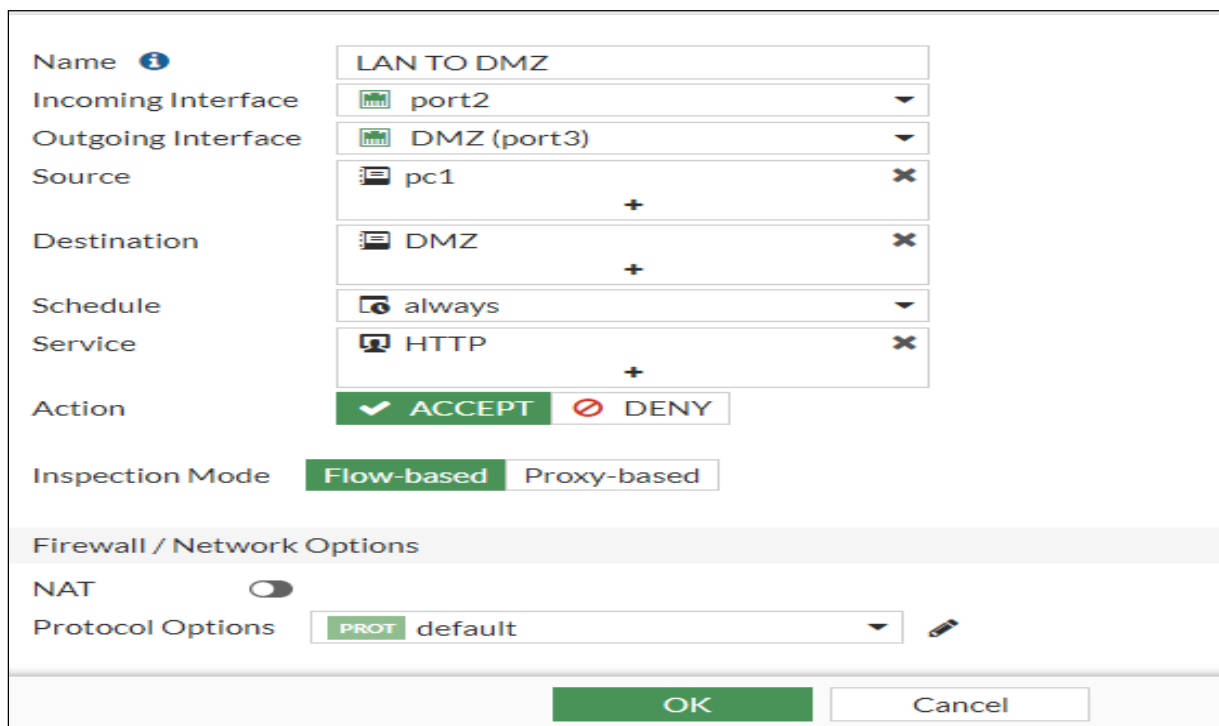 Name
LAN TO DMZ
Incoming Interface
port2
Outgoing Interface
DMZ (port3)
Source
pc1
+
Destination
DMZ
+
Schedule
always
Service
HTTP
+
Action
ACCEPT
DENY
Inspection Mode
Flow-based
Proxy-based
Firewall / Network Options
NAT
Protocol Options
PROT default
OK
Cancel